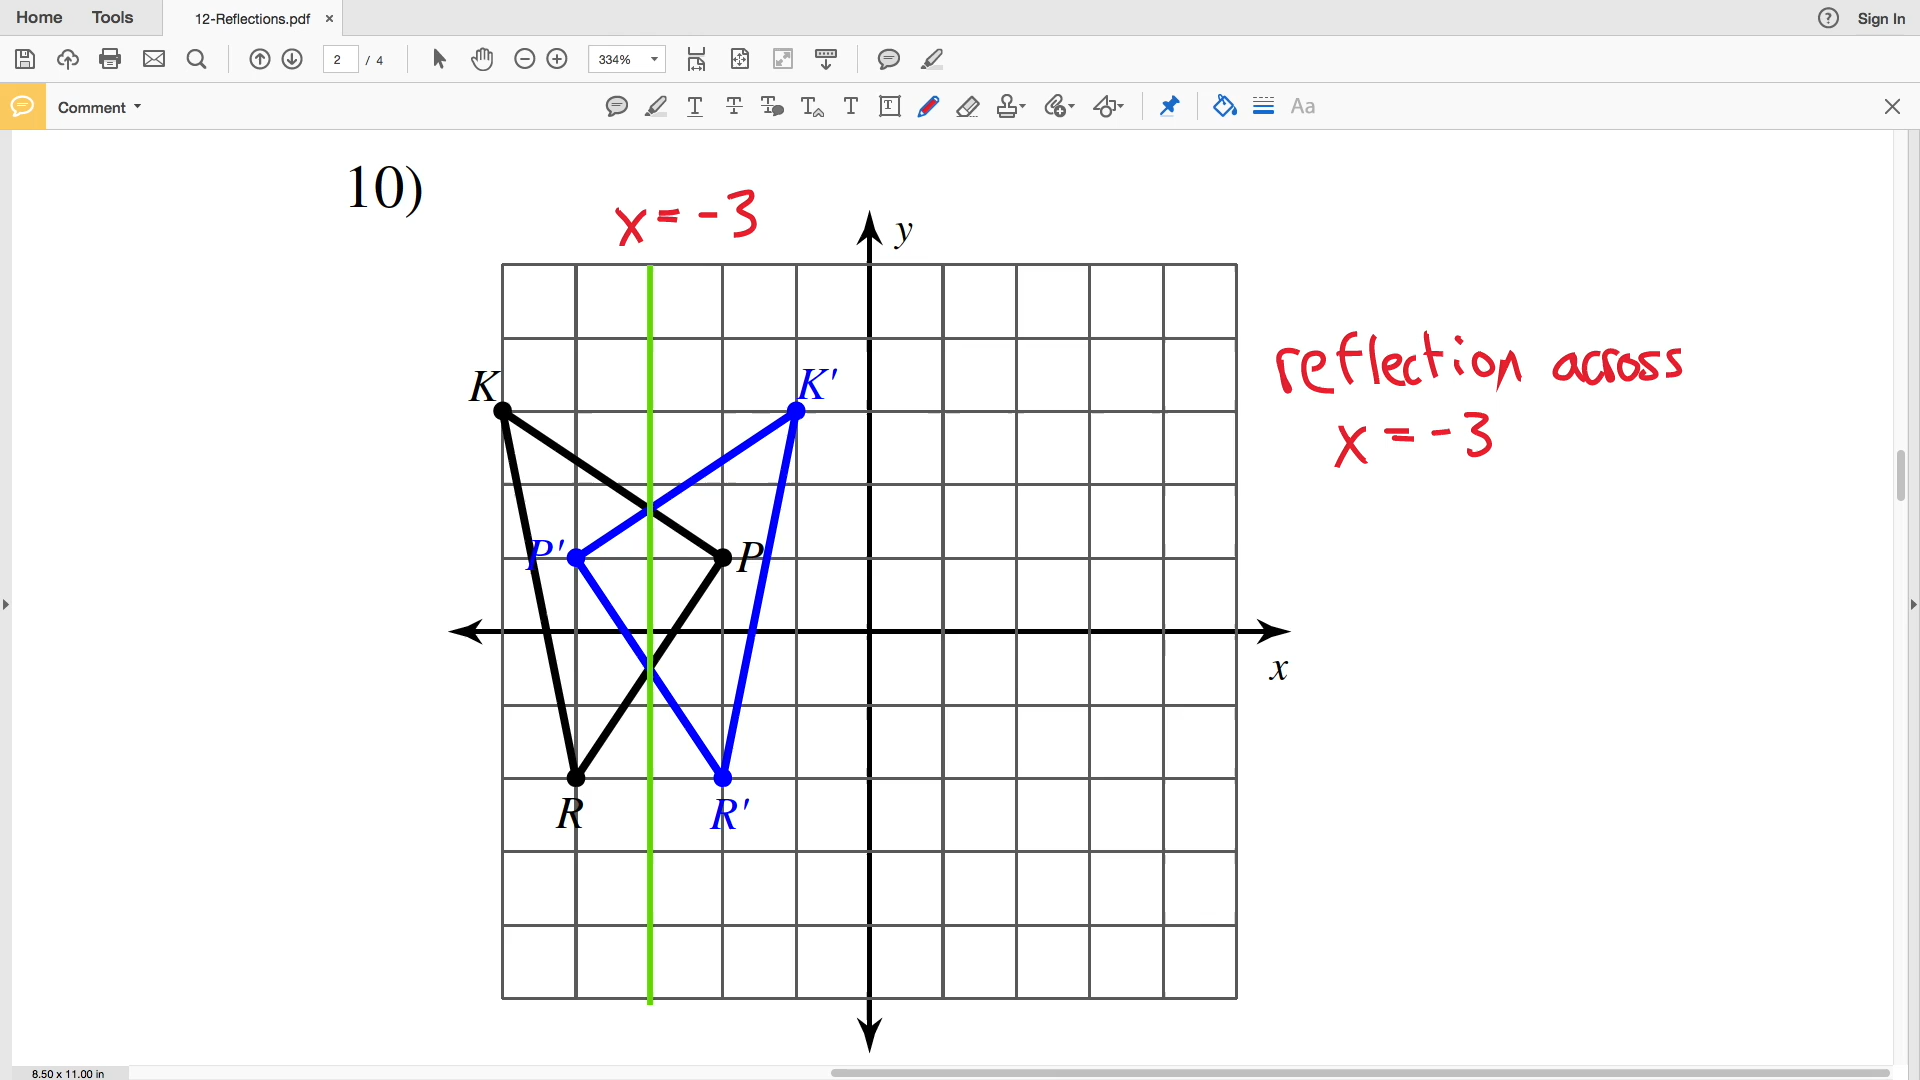 Home Tools 12-Reflections.pdf × ? Sign In
2 / 4 334%
Comment T T T T T T Aa
10)
x = -3
y
K K′
reflection across
x = -3
P′ P
x
R R′
8.50 x 11.00 in